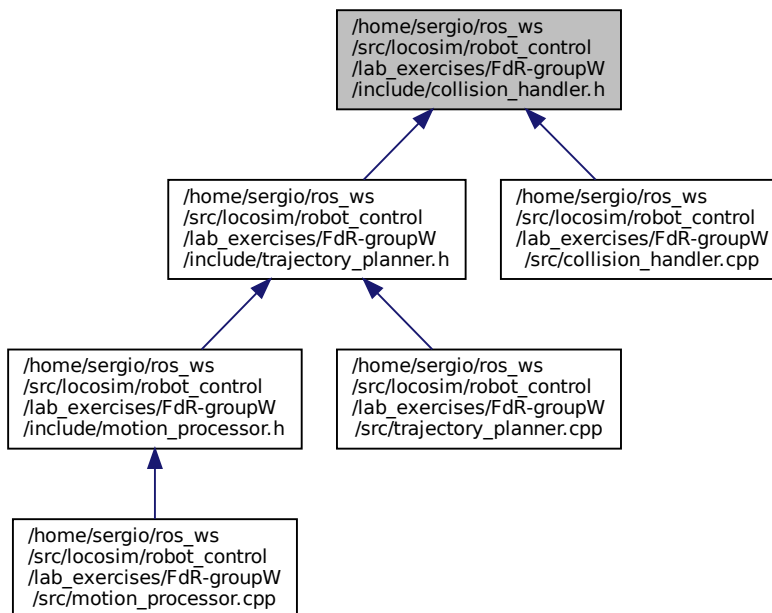 /home/sergio/ros_ws
/src/locosim/robot_control
/lab_exercises/FdR-groupW
/include/collision_handler.h
/home/sergio/ros_ws
/src/locosim/robot_control
/lab_exercises/FdR-groupW
/include/trajectory_planner.h
/home/sergio/ros_ws
/src/locosim/robot_control
/lab_exercises/FdR-groupW
/src/collision_handler.cpp
/home/sergio/ros_ws
/src/locosim/robot_control
/lab_exercises/FdR-groupW
/include/motion_processor.h
/home/sergio/ros_ws
/src/locosim/robot_control
/lab_exercises/FdR-groupW
/src/trajectory_planner.cpp
/home/sergio/ros_ws
/src/locosim/robot_control
/lab_exercises/FdR-groupW
/src/motion_processor.cpp